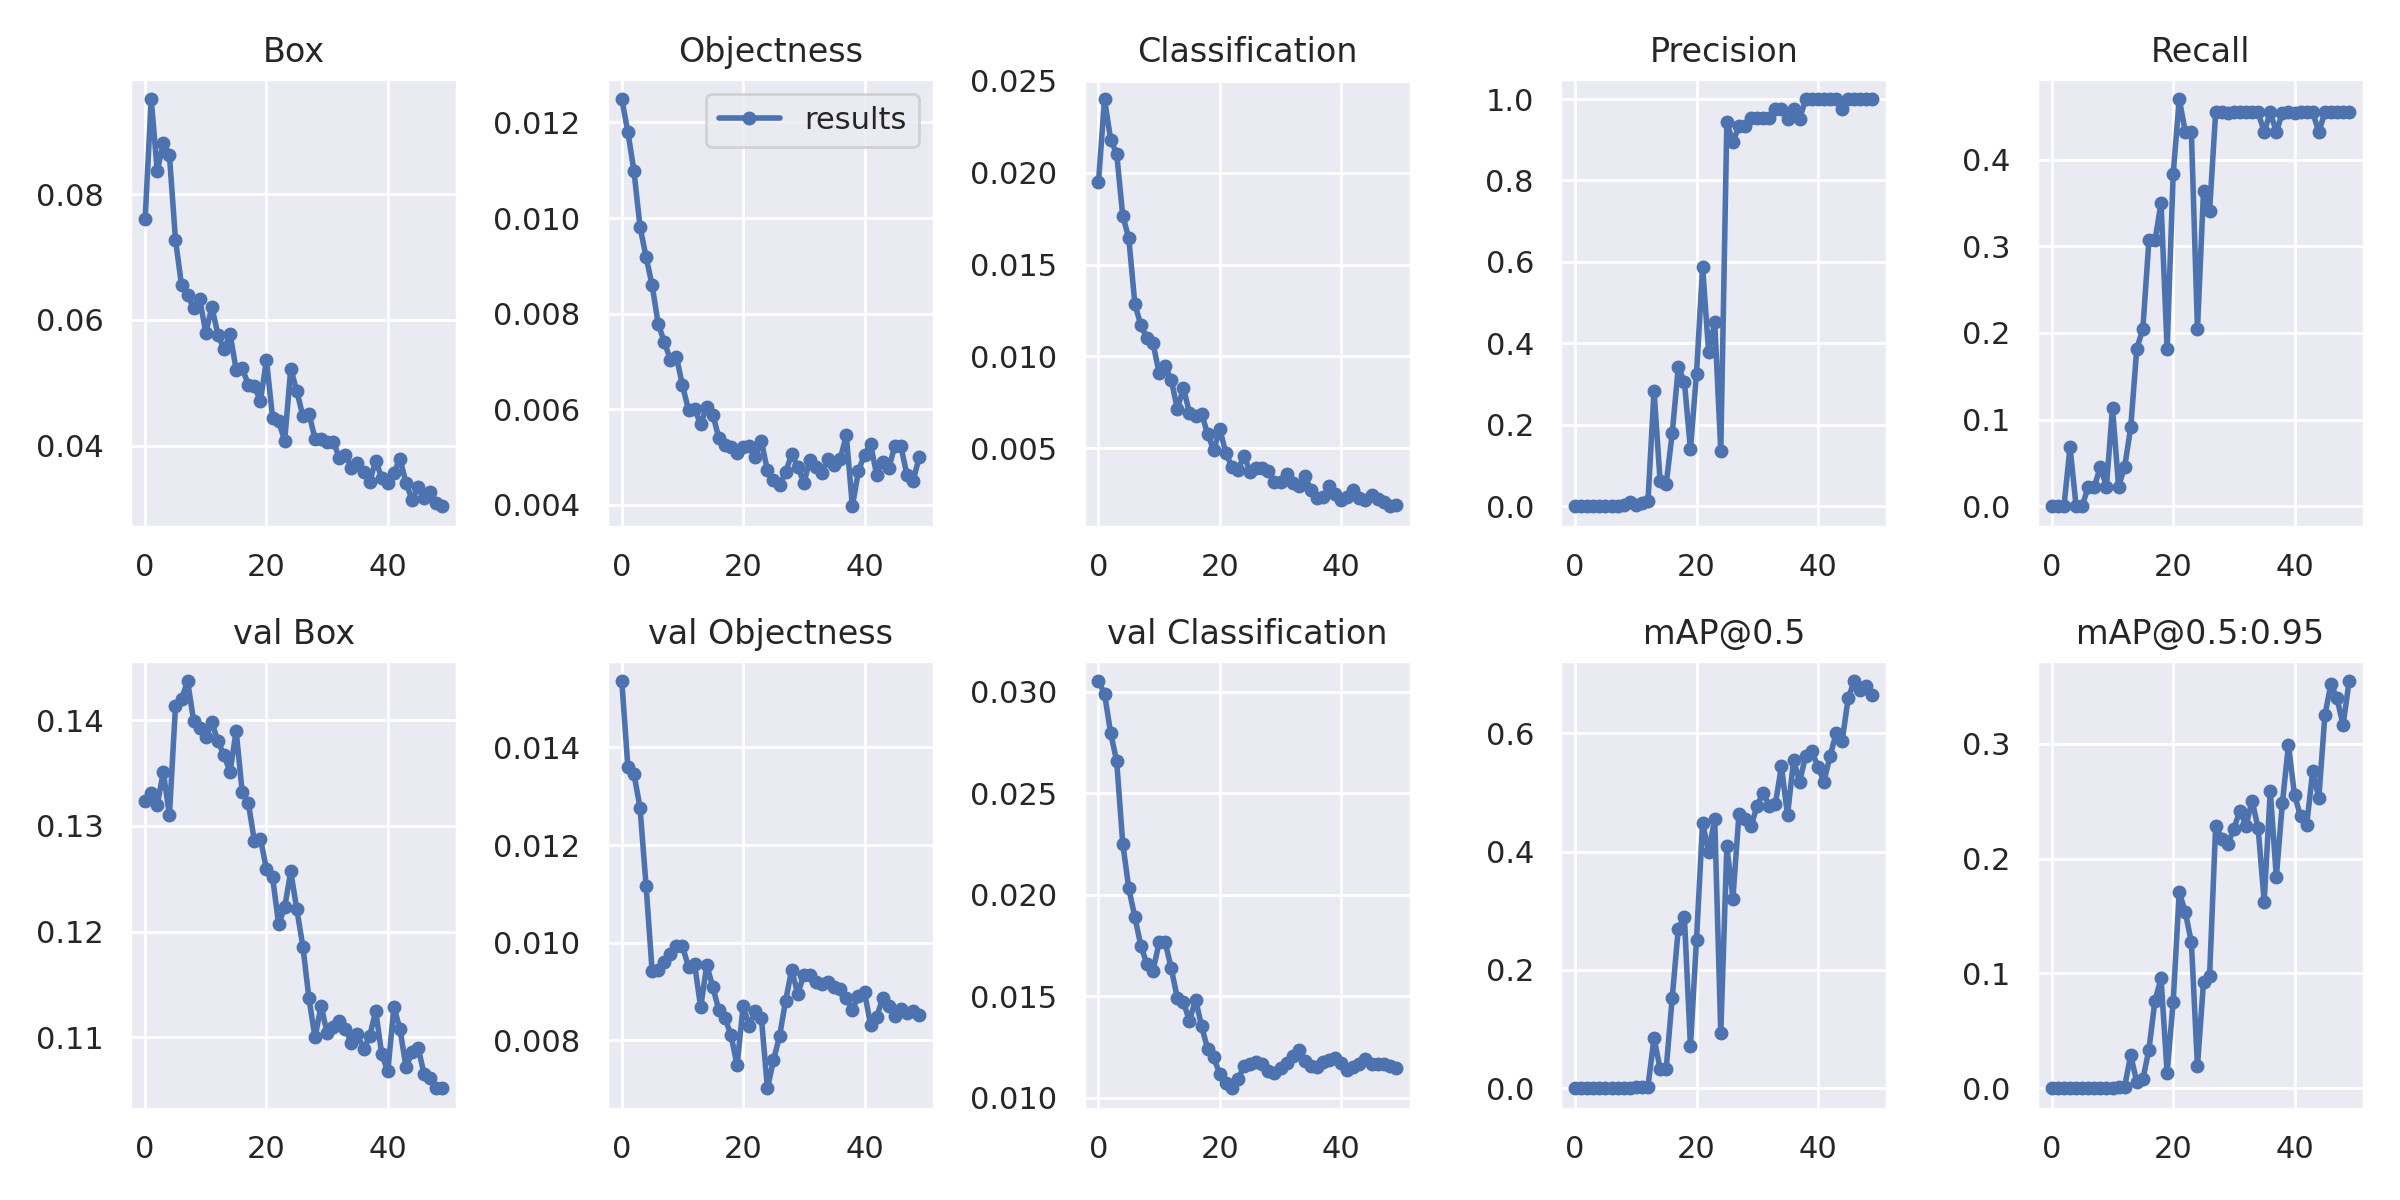 Box
Objectness
Classification
Precision
Recall
results
0.08
0.06
0.04
0 20 40
0.012
0.010
0.008
0.006
0.004
0 20 40
0.025
0.020
0.015
0.010
0.005
0 20 40
1.0
0.8
0.6
0.4
0.2
0.0
0 20 40
0.4
0.3
0.2
0.1
0.0
0 20 40
val Box
val Objectness
val Classification
mAP@0.5
mAP@0.5:0.95
0.14
0.13
0.12
0.11
0 20 40
0.014
0.012
0.010
0.008
0 20 40
0.030
0.025
0.020
0.015
0.010
0 20 40
0.6
0.4
0.2
0.0
0 20 40
0.3
0.2
0.1
0.0
0 20 40